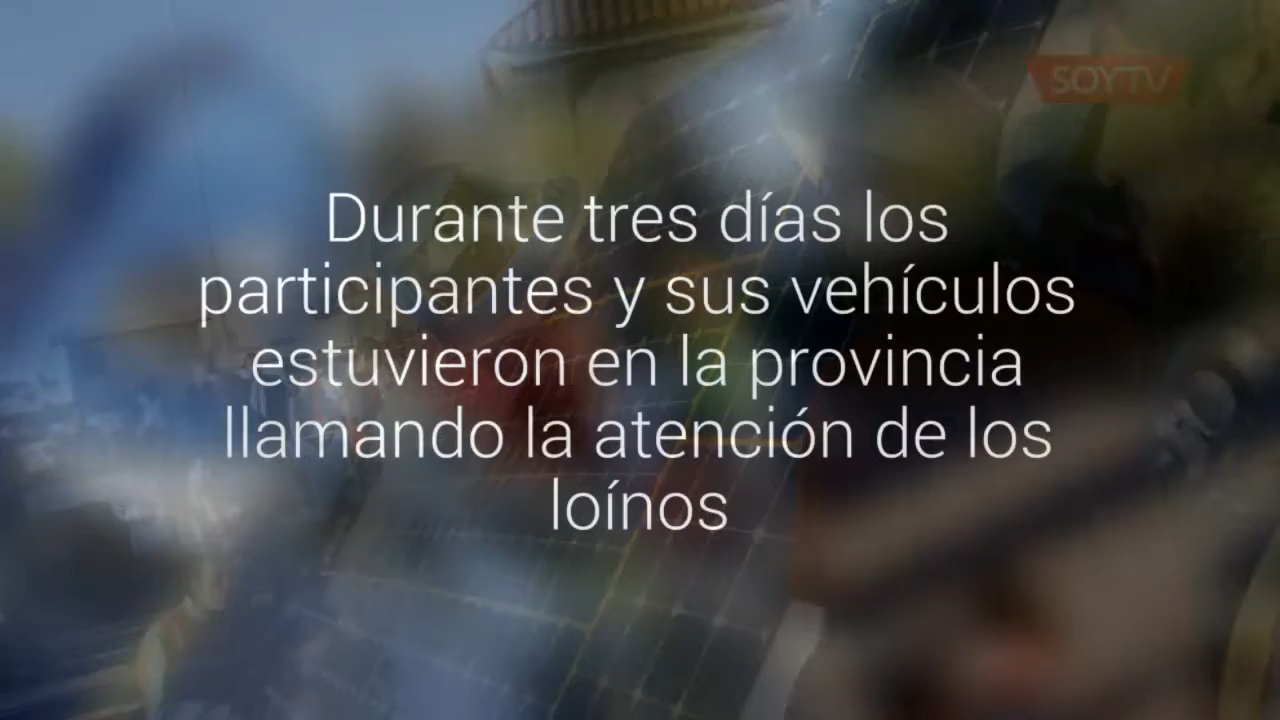 SOYTV
Durante tres días los
participantes y sus vehículos
estuvieron en la provincia
llamando la atención de los
loínos